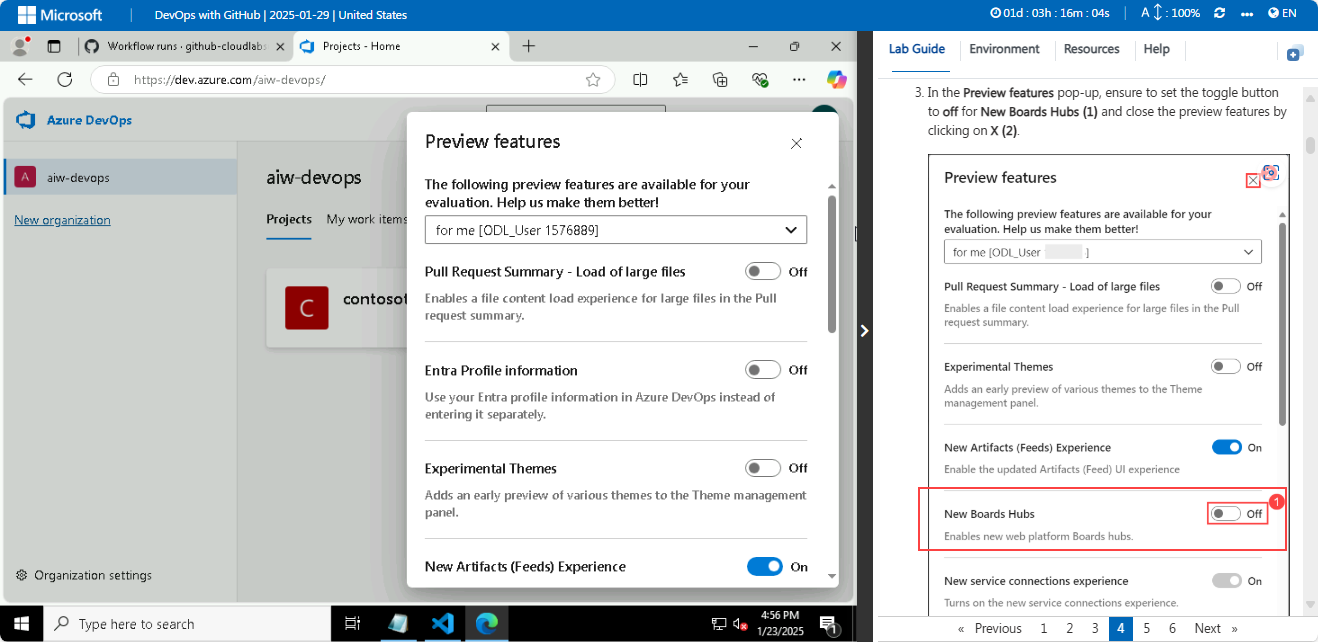 Microsoft
DevOps with GitHub | 2025-01-29 | United States
01d : 03h : 16m : 04s
A : 100%
EN
Workflow runs · github-cloudlabs
Projects - Home
https://dev.azure.com/aiw-devops/
Azure DevOps
A aiw-devops
New organization
aiw-devops
Projects
My work items
C
contosot
Organization settings
Preview features
The following preview features are available for your
evaluation. Help us make them better!
for me [ODL_User 1576889]
Pull Request Summary - Load of large files
Off
Enables a file content load experience for large files in the Pull
request summary.
Entra Profile information
Off
Use your Entra profile information in Azure DevOps instead of
entering it separately.
Experimental Themes
Off
Adds an early preview of various themes to the Theme management
panel.
New Artifacts (Feeds) Experience
On
Type here to search
4:56 PM
1/23/2025
1
Lab Guide
Environment
Resources
Help
3. In the Preview features pop-up, ensure to set the toggle button
to off for New Boards Hubs (1) and close the preview features by
clicking on X (2).
Preview features
The following preview features are available for your
evaluation. Help us make them better!
for me [ODL_User ]
Pull Request Summary - Load of large files
Off
Enables a file content load experience for large files in the Pull
request summary.
Experimental Themes
Off
Adds an early preview of various themes to the Theme
management panel.
New Artifacts (Feeds) Experience
On
Enable the updated Artifacts (Feed) UI experience
1
New Boards Hubs
Off
Enables new web platform Boards hubs.
New service connections experience
On
Turns on the new service connections experience.
« Previous 1 2 3 4 5 6 Next »